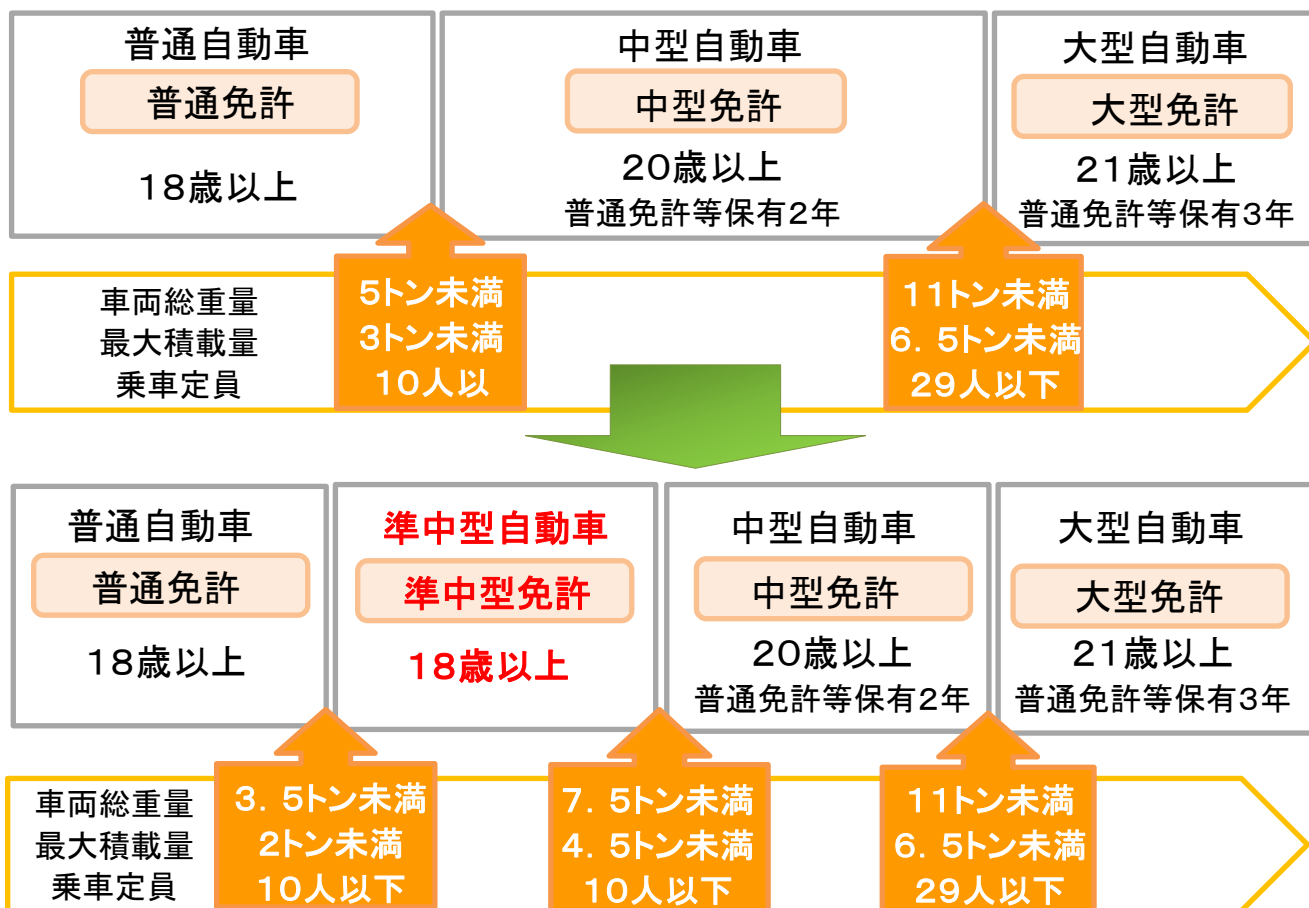 普通自動車
普通免許
18歳以上
中型自動車
中型免許
20歳以上
普通免許等保有2年
大型自動車
大型免許
21歳以上
普通免許等保有3年
車両総重量
最大積載量
乗車定員
5トン未満
3トン未満
10人以
11トン未満
6．5トン未満
29人以下
普通自動車
普通免許
18歳以上
準中型自動車
準中型免許
18歳以上
中型自動車
中型免許
20歳以上
普通免許等保有2年
大型自動車
大型免許
21歳以上
普通免許等保有3年
車両総重量
最大積載量
乗車定員
3．5トン未満
2トン未満
10人以下
7．5トン未満
4．5トン未満
10人以下
11トン未満
6．5トン未満
29人以下